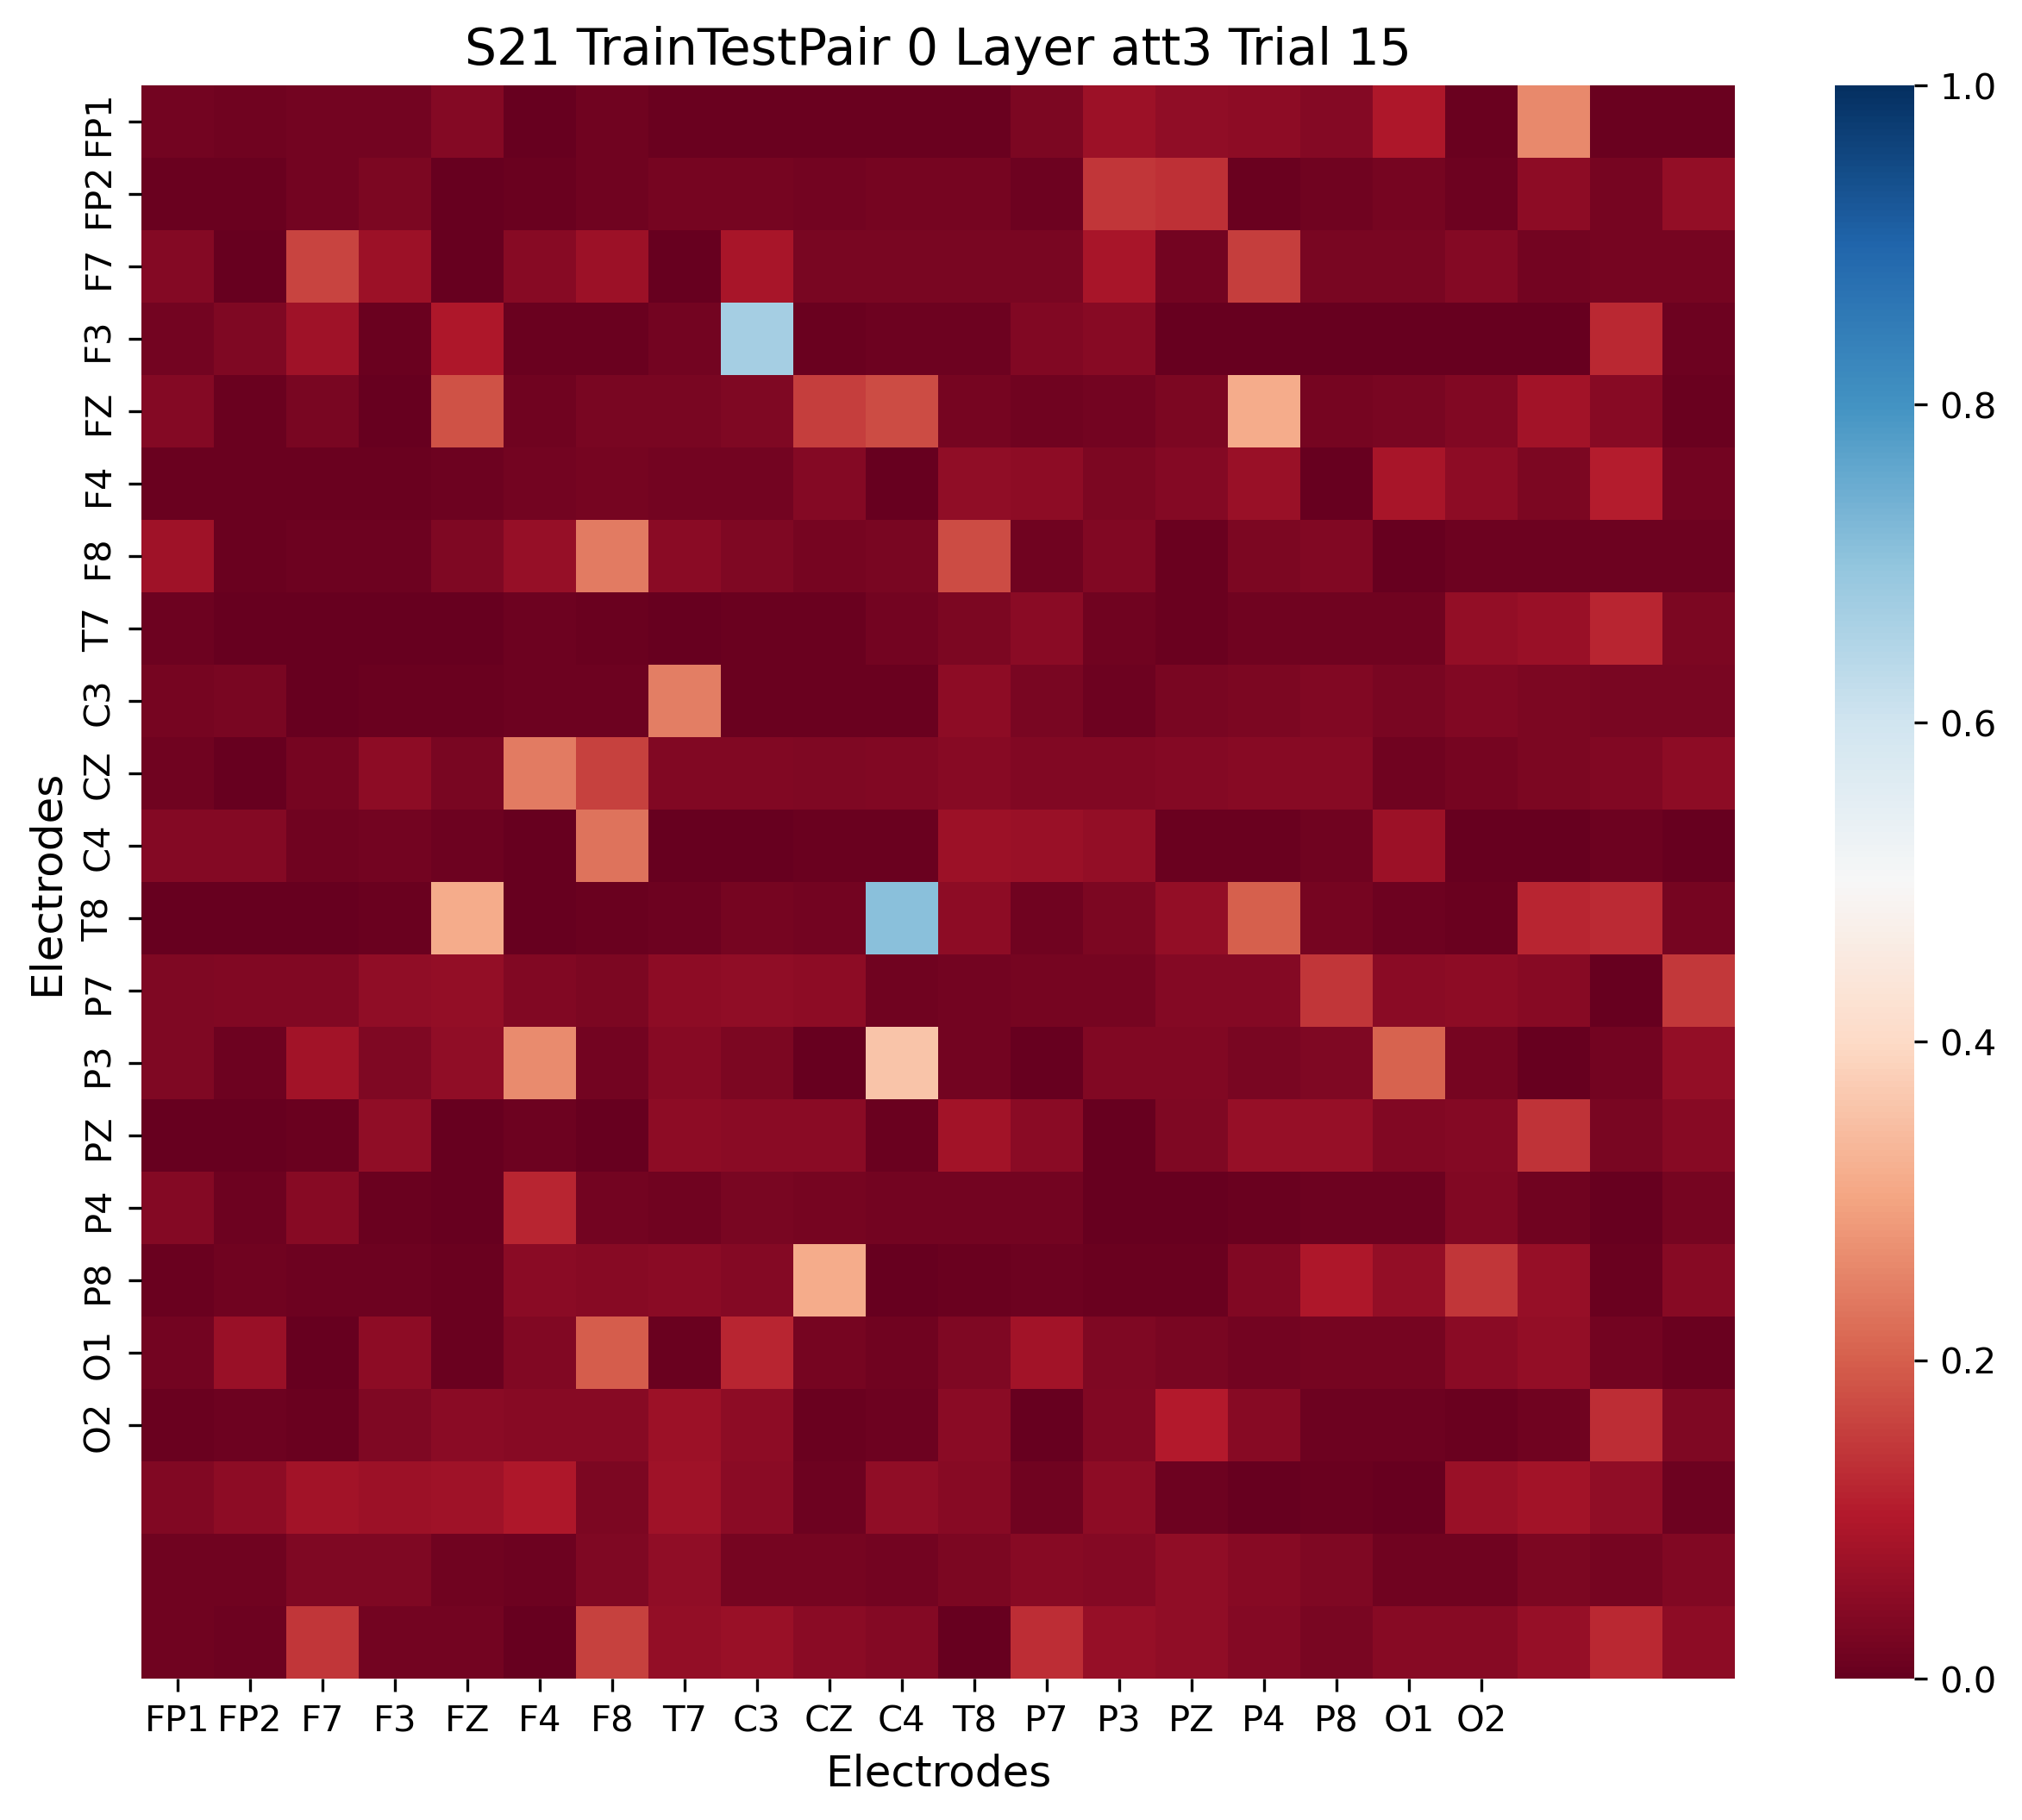 S21 TrainTestPair 0 Layer att3 Trial 15
Electrodes
FP1
FP2
F7
F3
FZ
F4
F8
T7
C3
CZ
C4
T8
P7
P3
PZ
P4
P8
O1
O2
FP1 FP2 F7 F3 FZ F4 F8 T7 C3 CZ C4 T8 P7 P3 PZ P4 P8 O1 O2
Electrodes
1.0
0.8
0.6
0.4
0.2
0.0